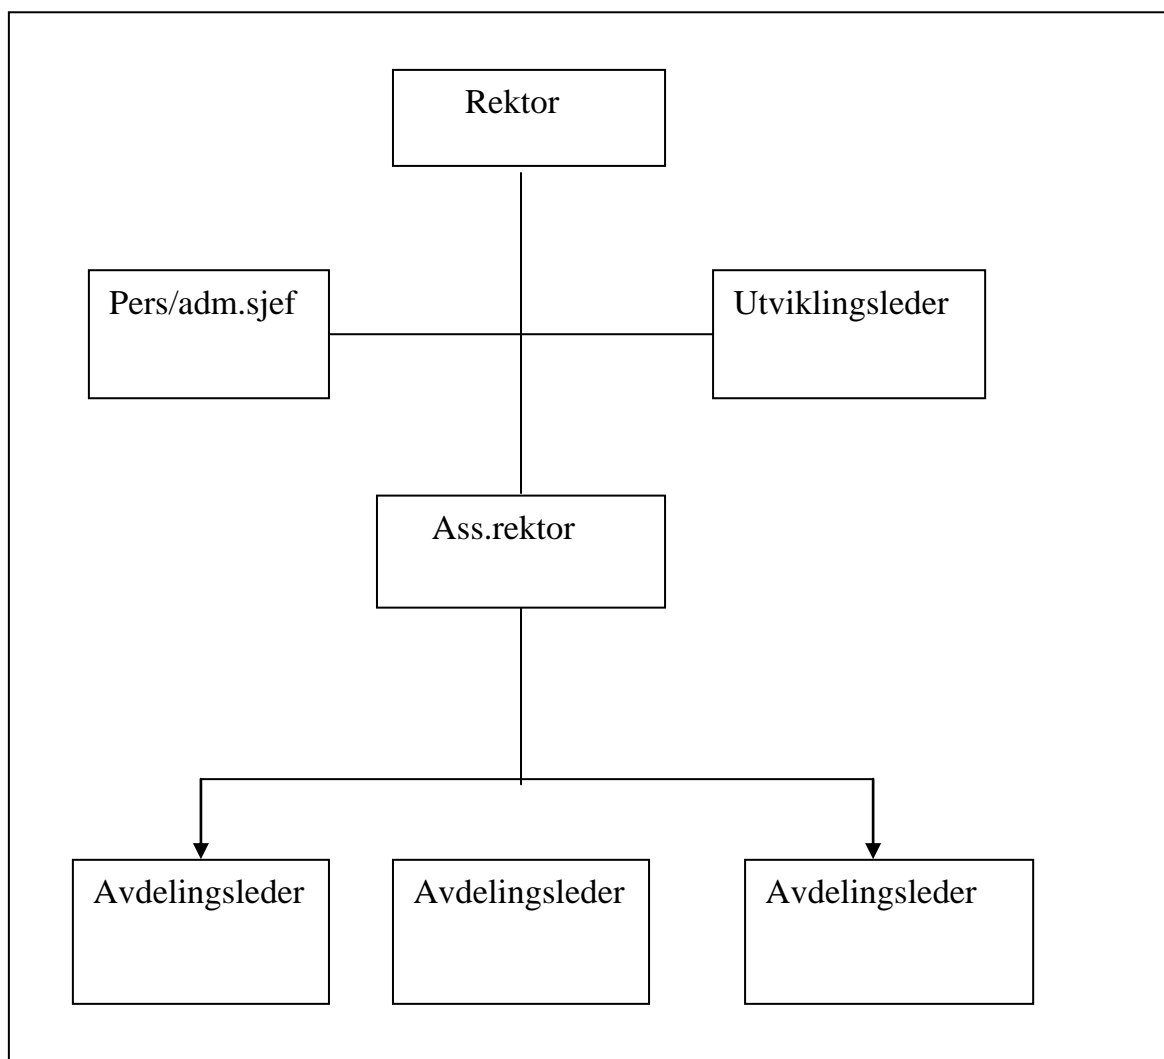 Rektor
Pers/adm.sjef
Utviklingsleder
Ass.rektor
Avdelingsleder
Avdelingsleder
Avdelingsleder